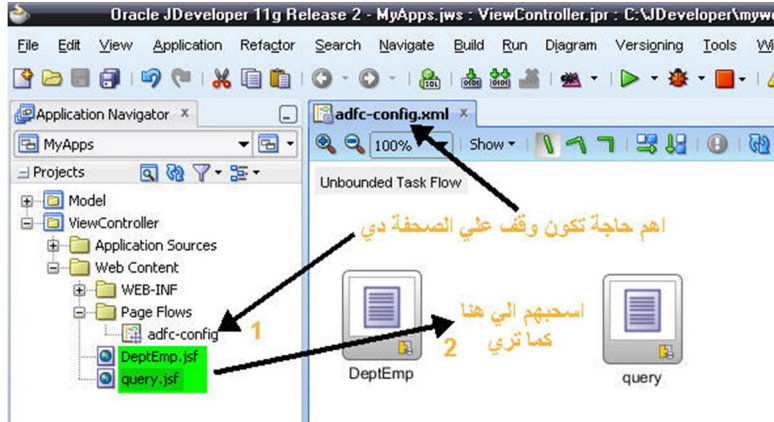 Oracle JDeveloper 11g Release 2 - MyApps.jws : ViewController.jpr : C:\JDeveloper\mywo
File Edit View Application Refactor Search Navigate Build Run Diagram Versioning Tools
Application Navigator x
adfc-config.xml x
MyApps
100% Show
Projects
Unbounded Task Flow
Model
ViewController
اهم حاجة تكون وقف علي الصحفة دي
Application Sources
Web Content
WEB-INF
Page Flows
اسحبهم الي هنا
adfc-config
1
كما تري
2
DeptEmp.jsf
query.jsf
DeptEmp
query